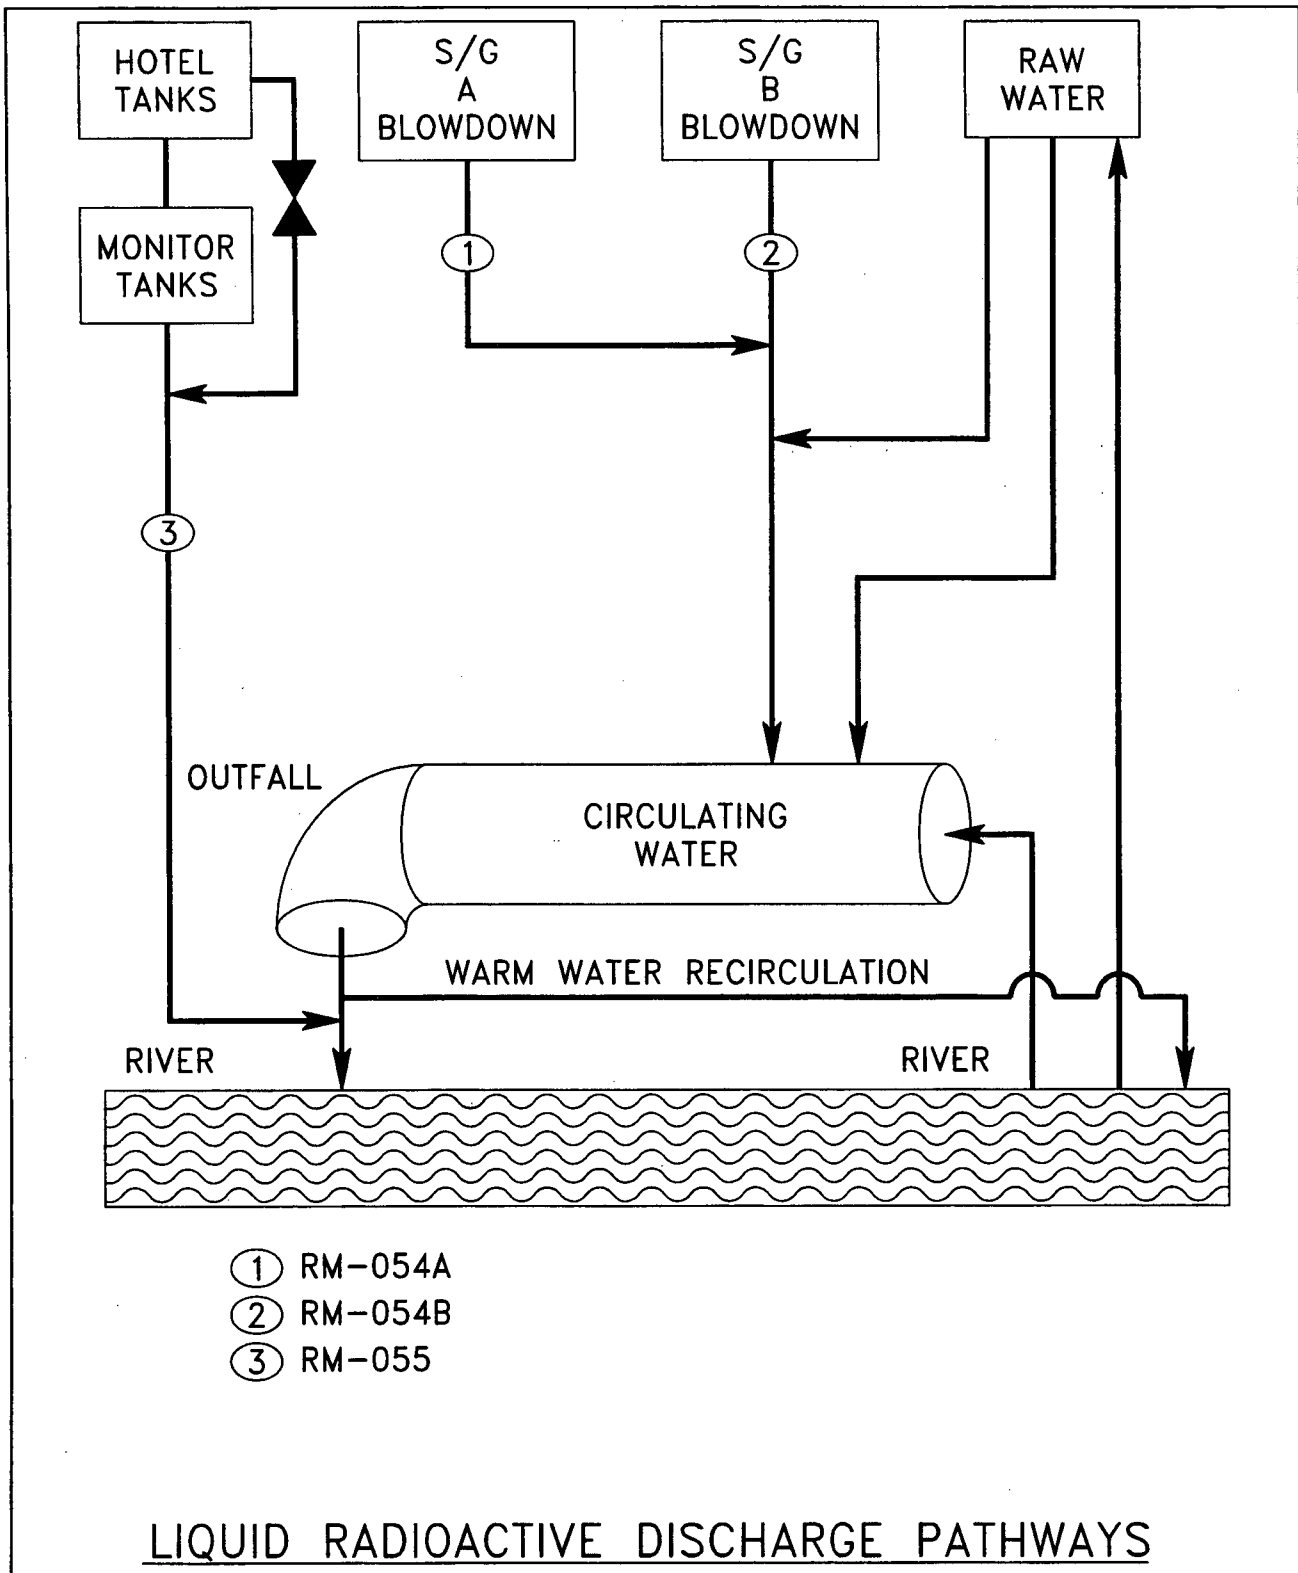 HOTEL
TANKS
S/G
A
BLOWDOWN
S/G
B
BLOWDOWN
RAW
WATER
MONITOR
TANKS
1
2
3
OUTFALL
CIRCULATING
WATER
WARM WATER RECIRCULATION
RIVER
RIVER
1 RM-054A
2 RM-054B
3 RM-055
LIQUID RADIOACTIVE DISCHARGE PATHWAYS